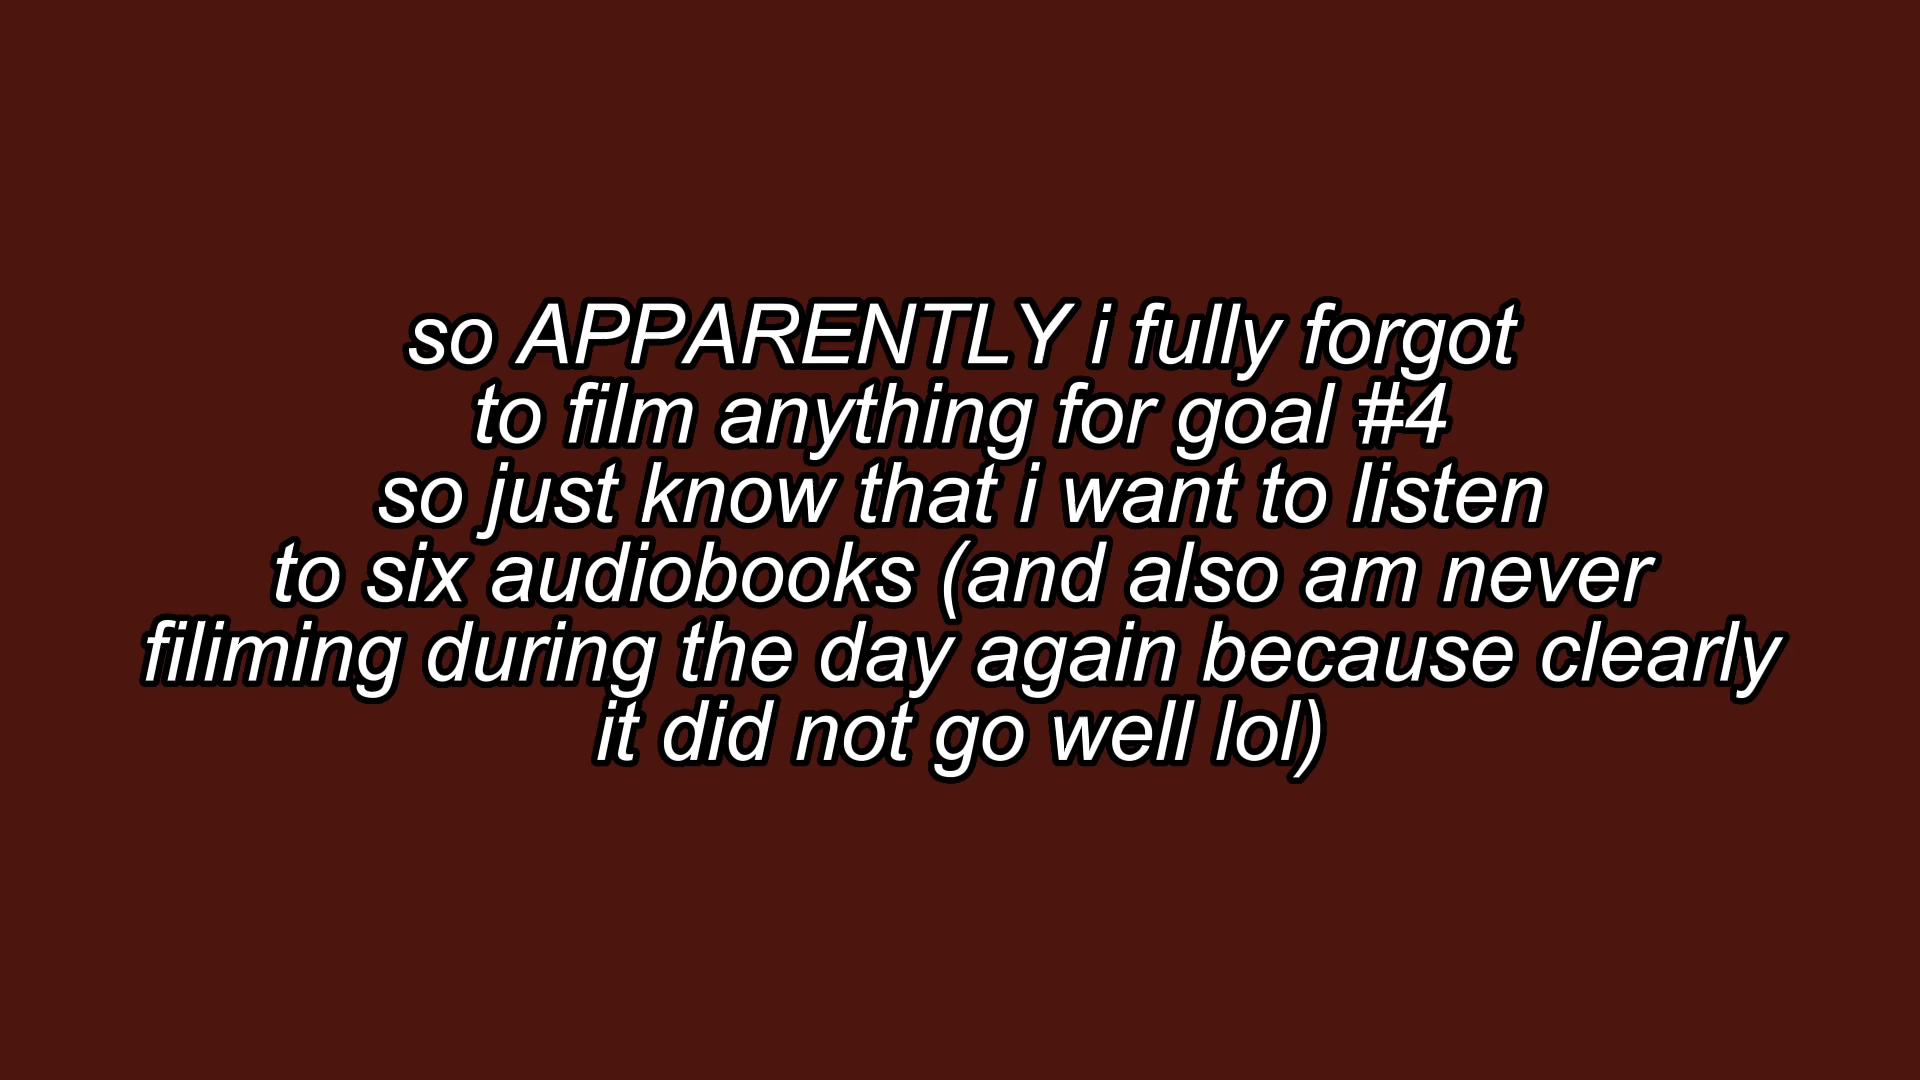 so APPARENTLY i fully forgot
to film anything for goal #4
so just know that i want to listen
to six audiobooks (and also am never
filiming during the day again because clearly
it did not go well lol)